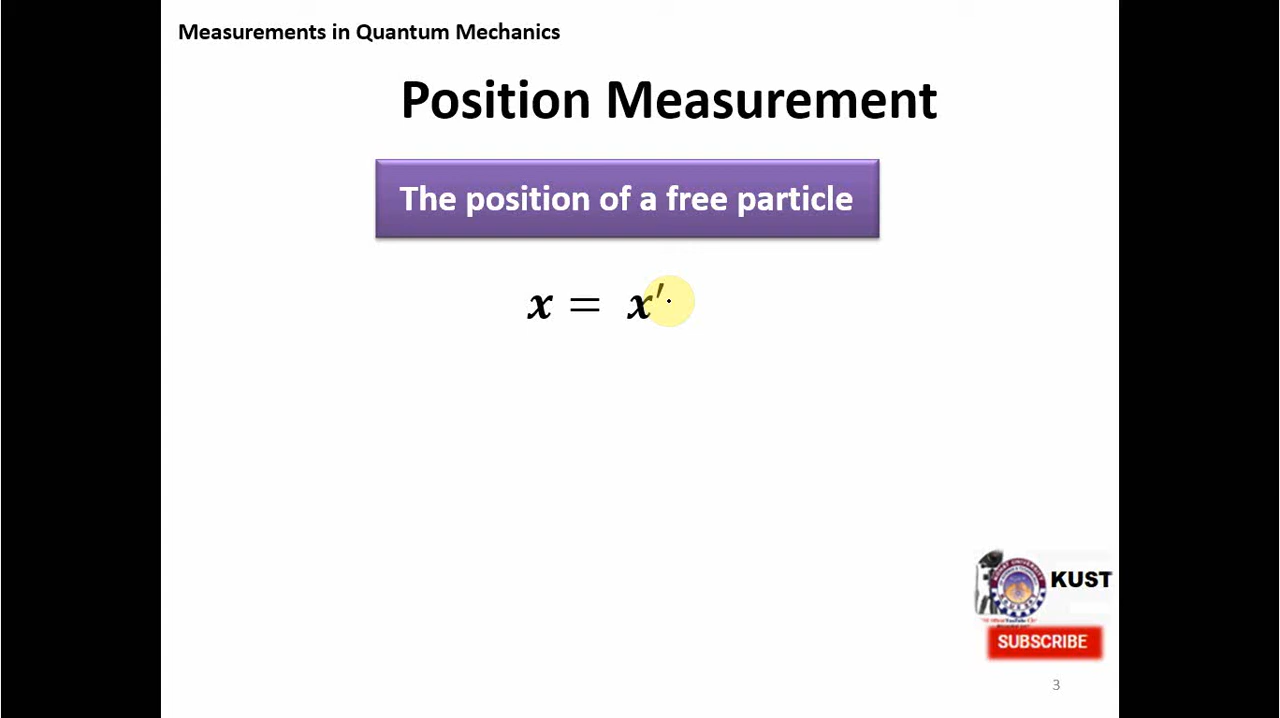 Measurements in Quantum Mechanics
Position Measurement
The position of a free particle
x = x′
KUST
SUBSCRIBE
3